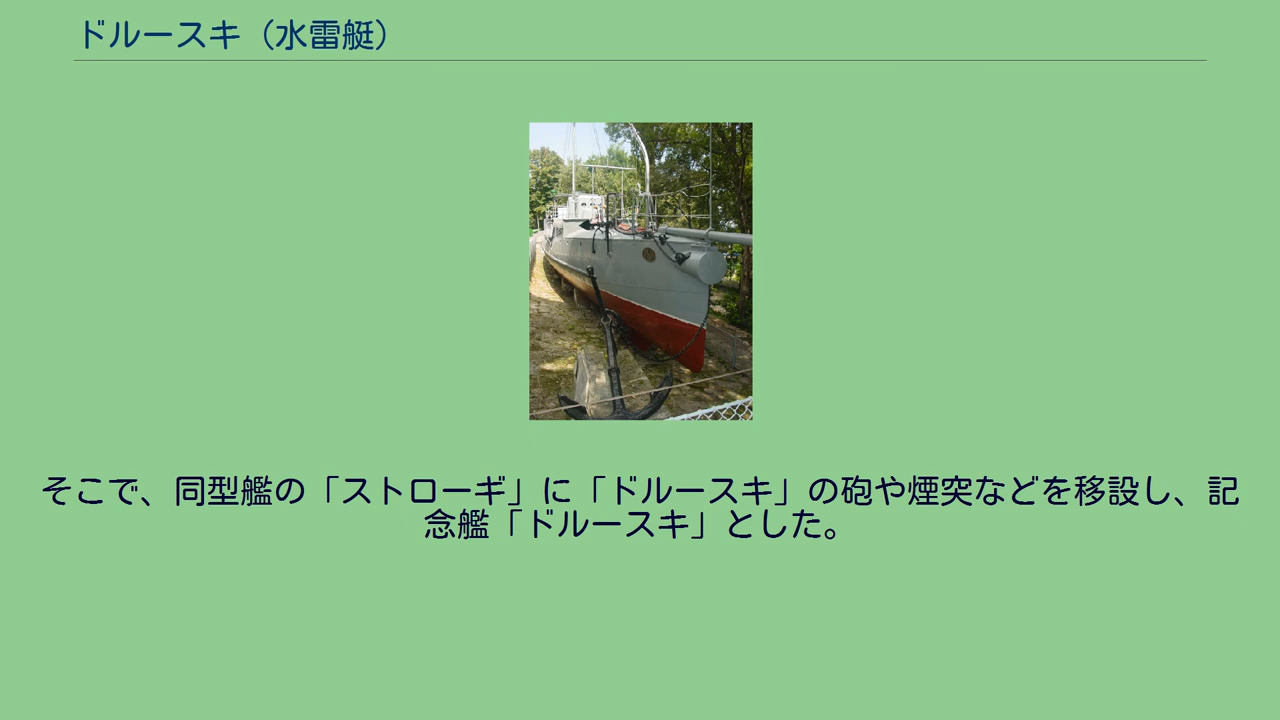 ドルースキ（水雷艇）
そこで、同型艦の「ストローギ」に「ドルースキ」の砲や煙突などを移設し、記
念艦「ドルースキ」とした。